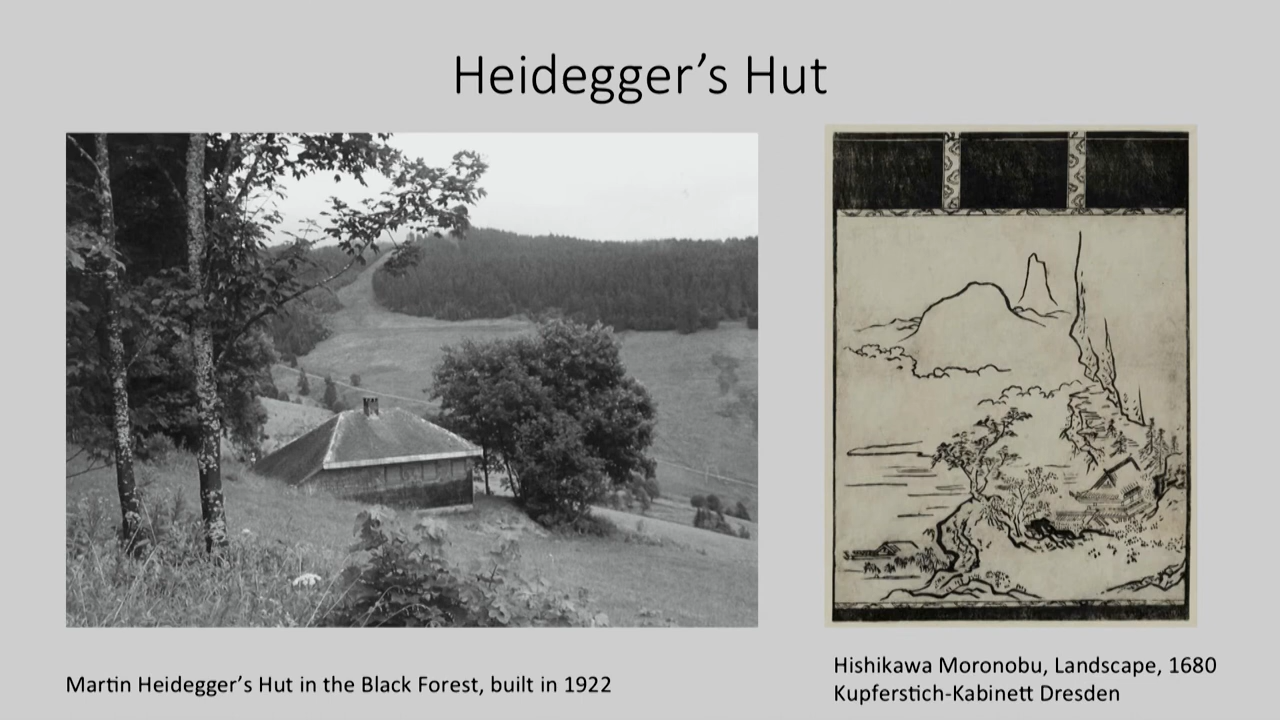 Heidegger’s Hut
Martin Heidegger’s Hut in the Black Forest, built in 1922
Hishikawa Moronobu, Landscape, 1680
Kupferstich-Kabinett Dresden